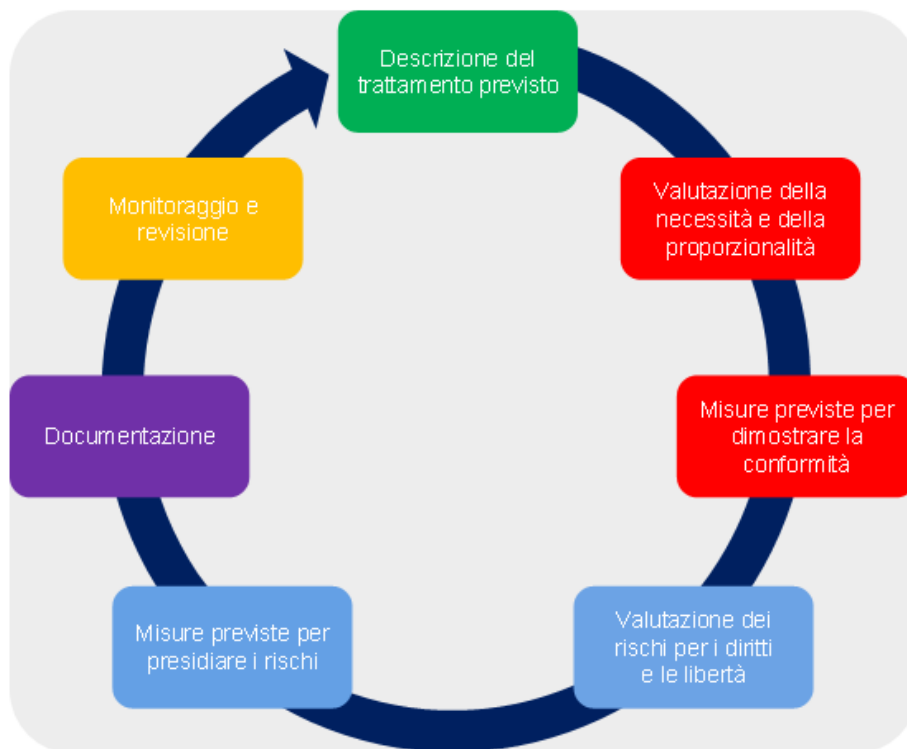 Descrizione del
trattamento previsto
Valutazione della
necessità e della
proporzionalità
Misure previste per
dimostrare la
conformità
Valutazione dei
rischi per i diritti
e le libertà
Misure previste per
presidiare i rischi
Documentazione
Monitoraggio e
revisione